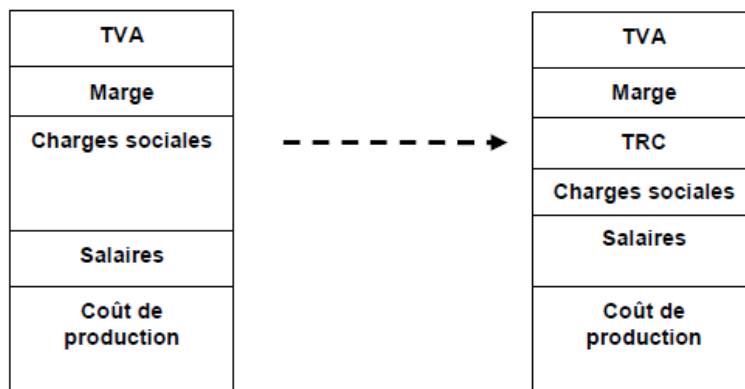 TVA
Marge
Charges sociales
Salaires
Coût de
production
TVA
Marge
TRC
Charges sociales
Salaires
Coût de
production